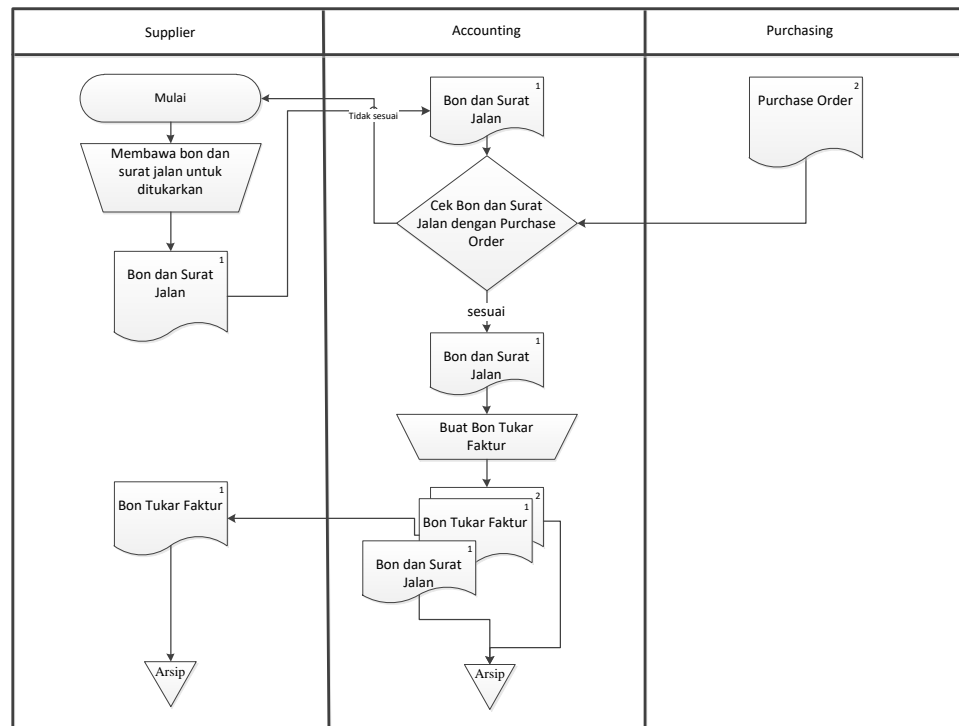 Supplier
Accounting
Purchasing
Mulai
Tidak sesuai
1
Bon dan Surat
Jalan
2
Purchase Order
Membawa bon dan
surat jalan untuk
ditukarkan
Cek Bon dan Surat
Jalan dengan Purchase
Order
1
Bon dan Surat
Jalan
sesuai
1
Bon dan Surat
Jalan
Buat Bon Tukar
Faktur
1
Bon Tukar Faktur
2
1
Bon Tukar Faktur
1
Bon dan Surat
Jalan
Arsip
Arsip